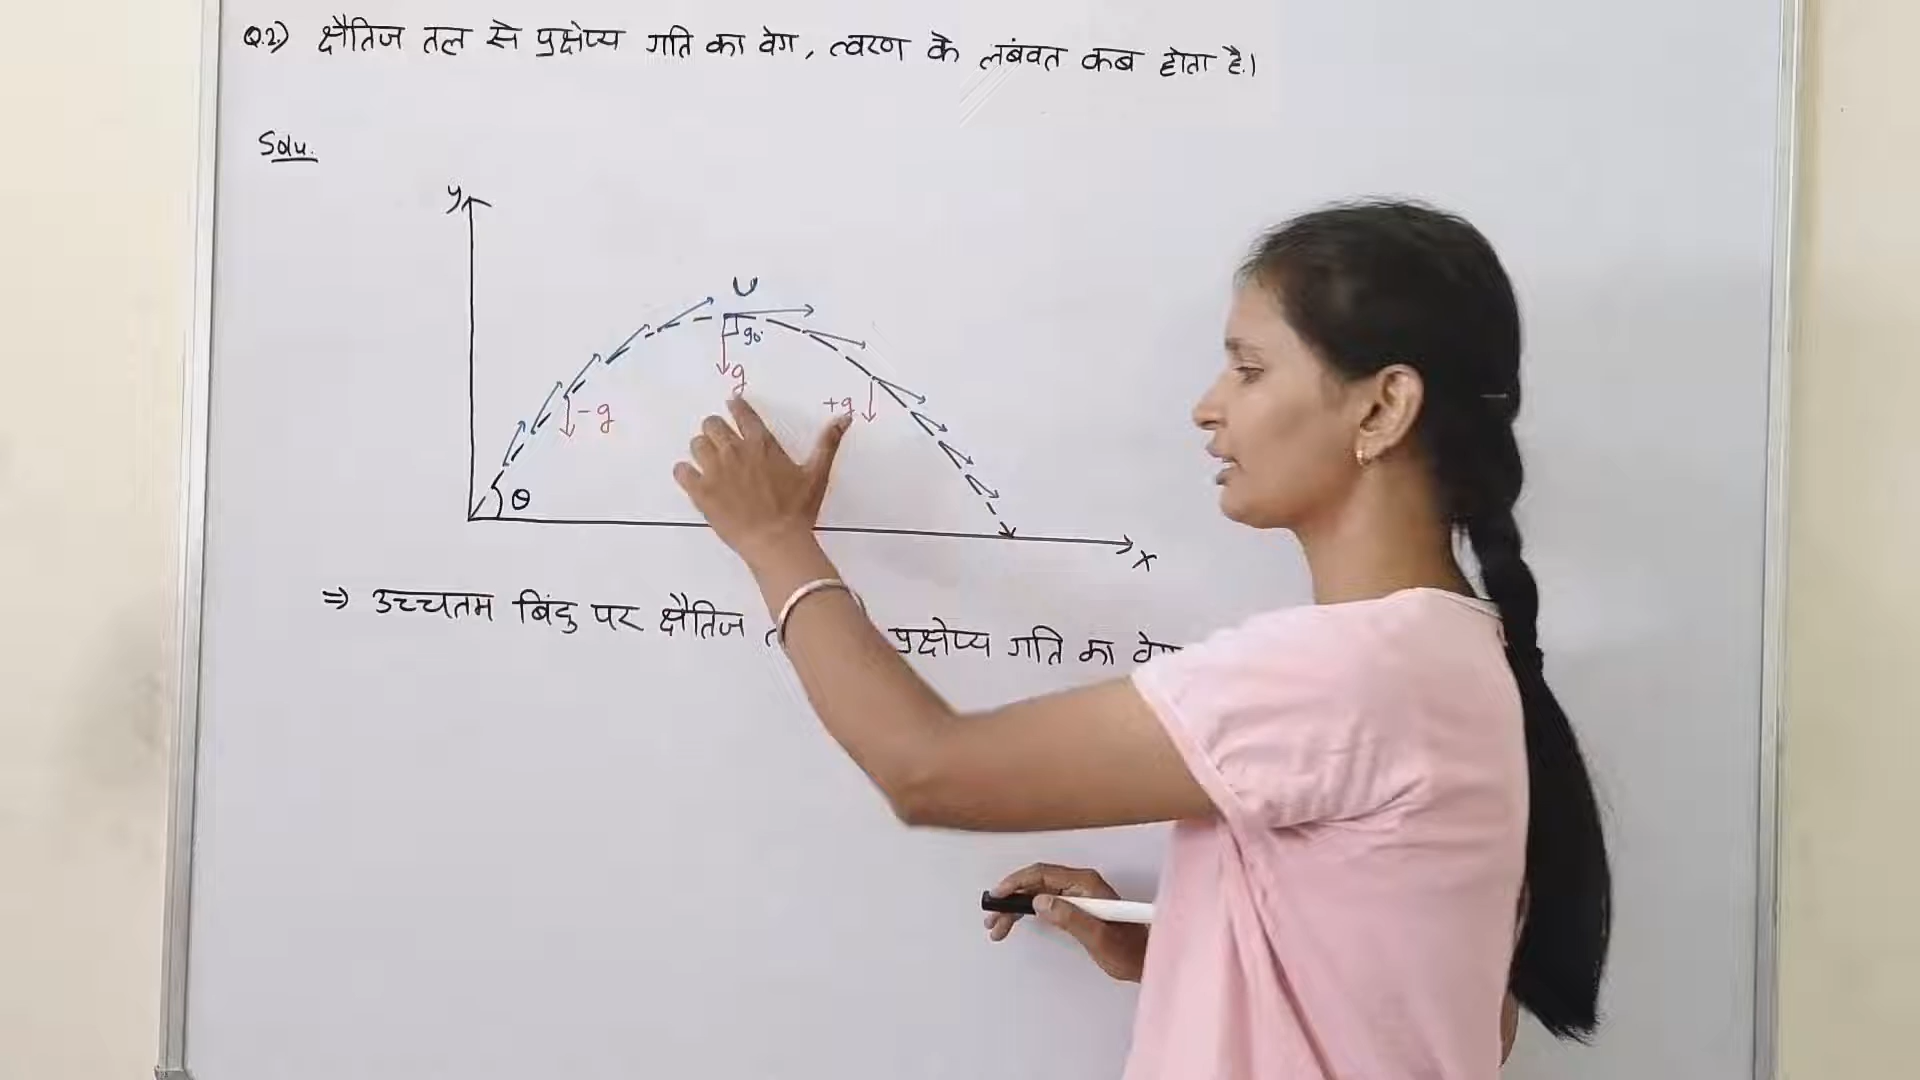 Q.2.) क्षैतिज तल से प्रक्षेप्य गति का वेग, त्वरण के लंबवत कब होता है।
Solu.
y
U
90°
g
-g
+g
θ
x
⇒ उच्चतम बिंदु पर क्षैतिज प्रक्षेप्य गति का